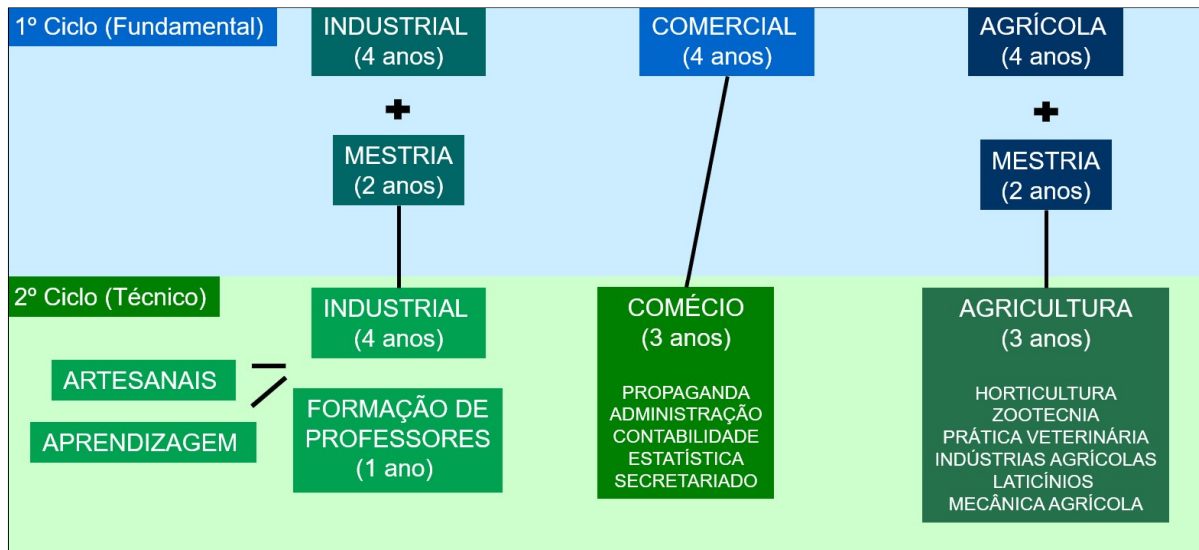 1º Ciclo (Fundamental)
INDUSTRIAL
(4 anos)
COMERCIAL
(4 anos)
AGRÍCOLA
(4 anos)
+
MESTRIA
(2 anos)
+
MESTRIA
(2 anos)
2º Ciclo (Técnico)
INDUSTRIAL
(4 anos)
ARTESANAIS
APRENDIZAGEM
FORMAÇÃO DE
PROFESSORES
(1 ano)
COMÉCIO
(3 anos)
PROPAGANDA
ADMINISTRAÇÃO
CONTABILIDADE
ESTATÍSTICA
SECRETARIADO
AGRICULTURA
(3 anos)
HORTICULTURA
ZOOTECNIA
PRÁTICA VETERINÁRIA
INDÚSTRIAS AGRÍCOLAS
LATICÍNIOS
MECÂNICA AGRÍCOLA